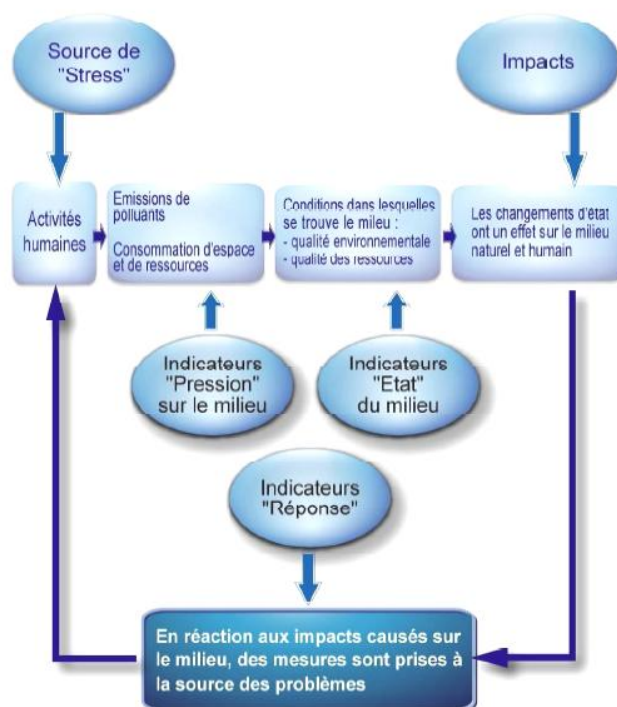 Source de
"Stress"
Impacts
Activités
humaines
Emissions de
polluants
Consommation d'espace
et de ressources
Conditions dans lesquelles
se trouve le mileu :
- qualité environnementale
- qualité des ressources
Les changements d'état
ont un effet sur le milieu
naturel et humain
Indicateurs
"Pression"
sur le milieu
Indicateurs
"Etat"
du milieu
Indicateurs
"Réponse"
En réaction aux impacts causés sur
le milieu, des mesures sont prises à
la source des problèmes